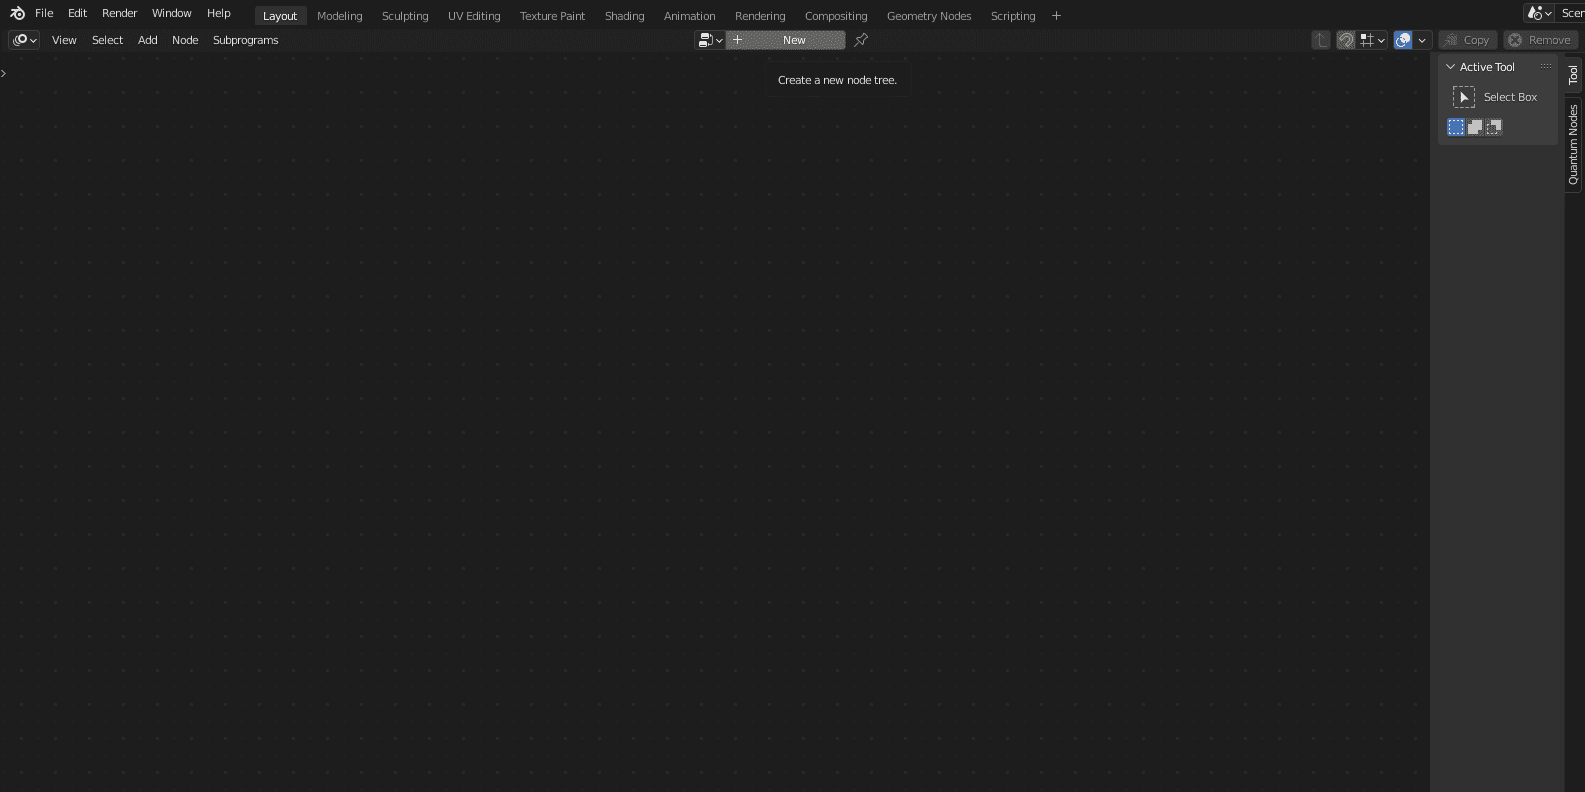 File Edit Render Window Help Layout Modeling Sculpting UV Editing Texture Paint Shading Animation Rendering Compositing Geometry Nodes Scripting + Scer
View Select Add Node Subprograms + New Copy Remove
Create a new node tree.
Active Tool
Select Box
Tool
Quantum Nodes